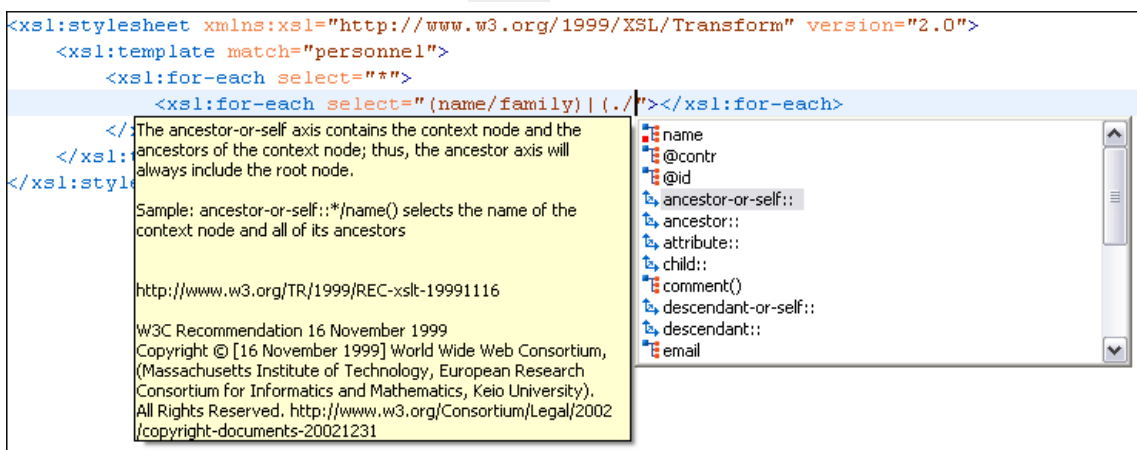 <xsl:stylesheet xmlns:xsl="http://www.w3.org/1999/XSL/Transform" version="2.0">
<xsl:template match="personnel">
<xsl:for-each select="*">
<xsl:for-each select="(name/family)|(./"></xsl:for-each>
</
</xsl:
</xsl:style
The ancestor-or-self axis contains the context node and the
ancestors of the context node; thus, the ancestor axis will
always include the root node.
Sample: ancestor-or-self::*/name() selects the name of the
context node and all of its ancestors
http://www.w3.org/TR/1999/REC-xslt-19991116
W3C Recommendation 16 November 1999
Copyright © [16 November 1999] World Wide Web Consortium,
(Massachusetts Institute of Technology, European Research
Consortium for Informatics and Mathematics, Keio University).
All Rights Reserved. http://www.w3.org/Consortium/Legal/2002
/copyright-documents-20021231
name
@contr
@id
ancestor-or-self::
ancestor::
attribute::
child::
comment()
descendant-or-self::
descendant::
email